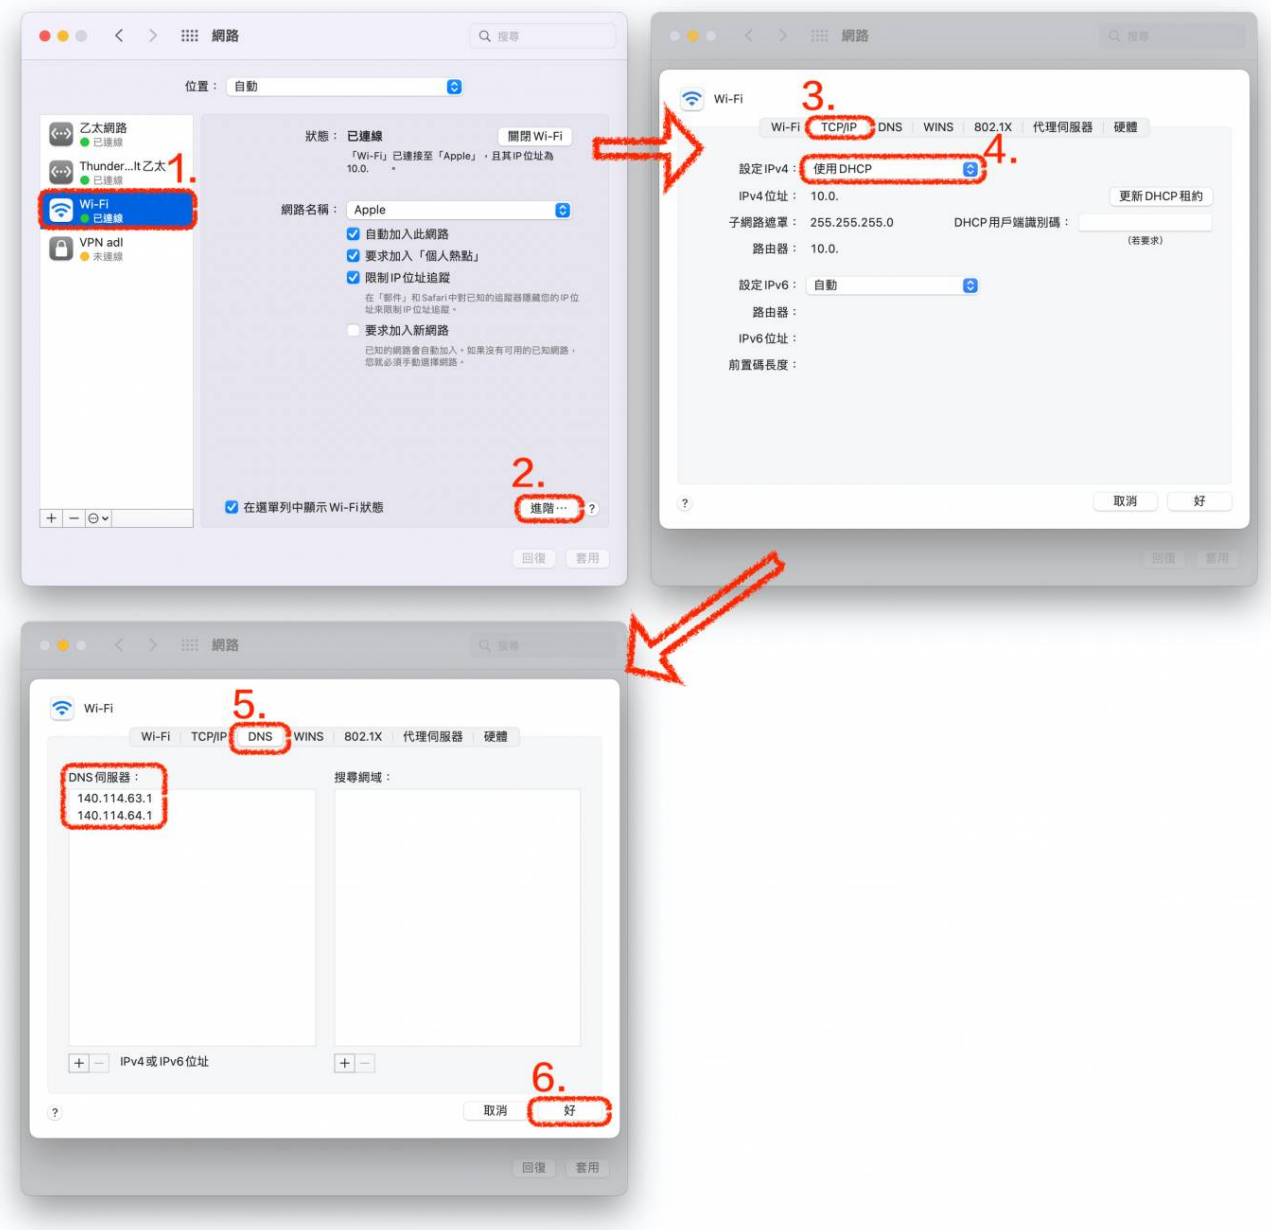 網路
搜尋
位置： 自動
乙太網路
已連線
Thunder...lt乙太
已連線
1.
Wi-Fi
已連線
VPN adl
未連線
狀態： 已連線
關閉 Wi-Fi
「Wi-Fi」已連接至「Apple」，且其IP位址為
10.0. 。
網路名稱： Apple
自動加入此網路
要求加入「個人熱點」
限制IP位址追蹤
在「郵件」和Safari中對已知的追蹤器隱藏您的IP位
址來限制IP位址追蹤。
要求加入新網路
已知的網路會自動加入。如果沒有可用的已知網路，
您就必須手動選擇網路。
2.
在選單列中顯示Wi-Fi狀態
進階⋯
?
+ −
回復 套用
網路
搜尋
Wi-Fi
3.
Wi-Fi TCP/IP DNS WINS 802.1X 代理伺服器 硬體
4.
設定IPv4： 使用DHCP
IPv4位址： 10.0.
更新DHCP租約
子網路遮罩： 255.255.255.0
DHCP用戶端識別碼：
(若要求)
路由器： 10.0.
設定IPv6： 自動
路由器：
IPv6位址：
前置碼長度：
?
取消 好
回復 套用
網路
搜尋
Wi-Fi
5.
Wi-Fi TCP/IP DNS WINS 802.1X 代理伺服器 硬體
DNS伺服器：
搜尋網域：
140.114.63.1
140.114.64.1
+ − IPv4或IPv6位址
+ −
6.
?
取消 好
回復 套用